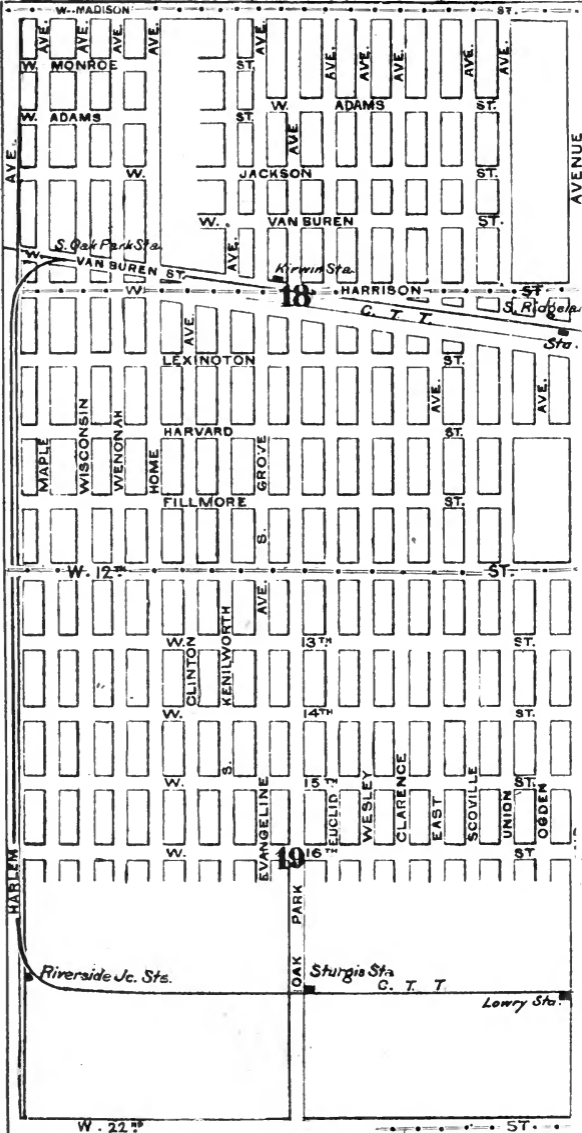 W. MADISON ST.
AVE. AVE. AVE. AVE. AVE. AVE. AVE. AVE. AVE. AVE.
W. MONROE ST.
W. ADAMS ST. W. ADAMS ST.
AVE
AVE. AVENUE
W. JACKSON ST.
W. VAN BUREN ST.
S. Oak Park Sta.
W. VAN BUREN ST.
AVE.
Kirwin Sta.
W. HARRISON ST
18
C. T. T.
Sta.
AVE.
LEXINGTON ST.
AVE. AVE.
HARVARD ST.
MAPLE WISCONSIN WENONAH HOME GROVE
FILLMORE ST.
S.
W. 12TH ST.
AVE.
W. 13TH ST.
CLINTON KENILWORTH
W. 14TH ST.
S.
W. 15TH ST.
EVANGELINE EUCLID WESLEY CLARENCE EAST SCOVILLE UNION OGDEN
W. 16TH ST
19
HARLEM
OAK PARK
Riverside Jc. Sts.
Sturgis Sta
C. T. T.
Lowry Sta.
W. 22ND ST.